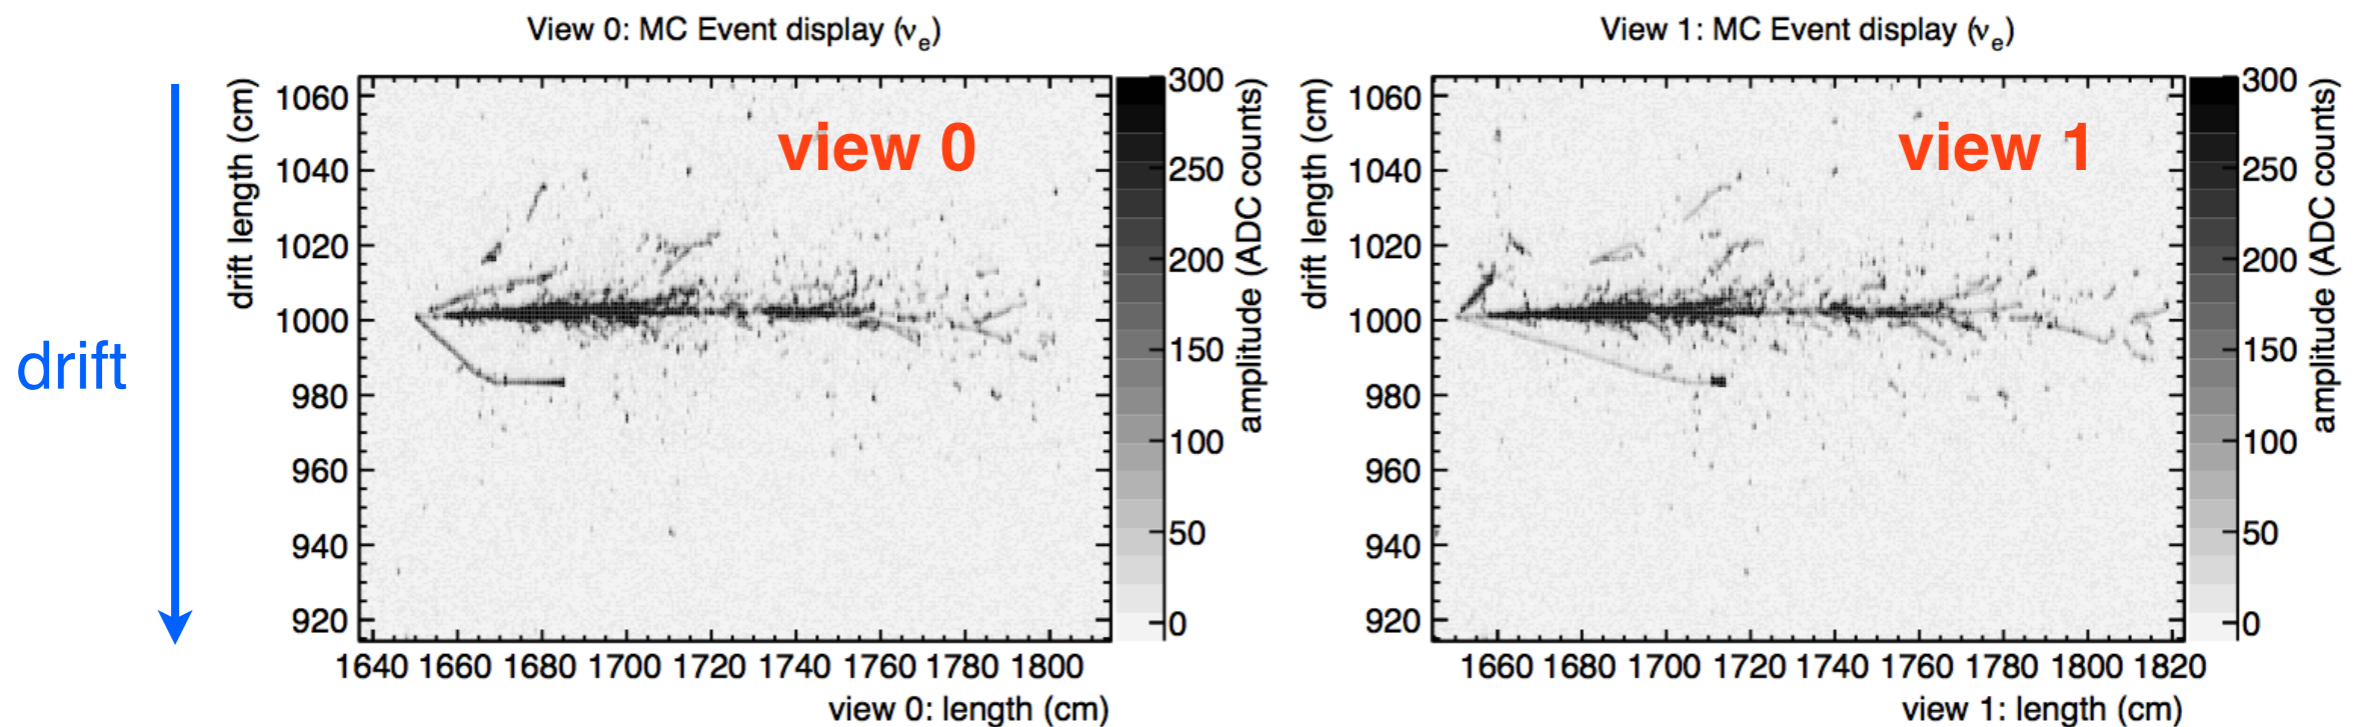 View 0: MC Event display (νe)
view 0
drift length (cm)
1060
1040
1020
1000
980
960
940
920
1640 1660 1680 1700 1720 1740 1760 1780 1800
view 0: length (cm)
300
250
200
150
100
50
0
amplitude (ADC counts)
drift
View 1: MC Event display (νe)
view 1
drift length (cm)
1060
1040
1020
1000
980
960
940
920
1660 1680 1700 1720 1740 1760 1780 1800 1820
view 1: length (cm)
300
250
200
150
100
50
0
amplitude (ADC counts)